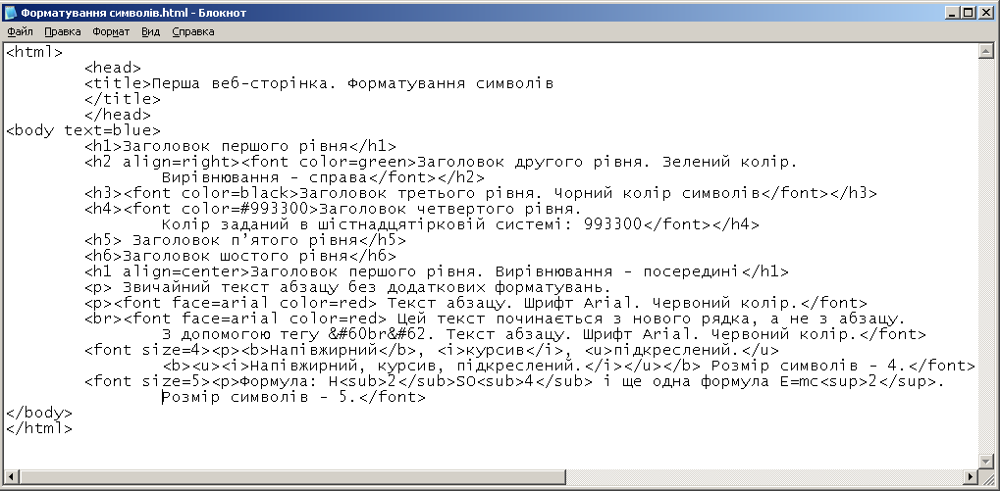 Форматування символів.html - Блокнот
Файл Правка Формат Вид Справка
<html>
<head>
<title>Перша веб-сторінка. Форматування символів
</title>
</head>
<body text=blue>
<h1>Заголовок першого рівня</h1>
<h2 align=right><font color=green>Заголовок другого рівня. Зелений колір.
Вирівнювання - справа</font></h2>
<h3><font color=black>Заголовок третього рівня. Чорний колір символів</font></h3>
<h4><font color=#993300>Заголовок четвертого рівня.
Колір заданий в шістнадцятірковій системі: 993300</font></h4>
<h5> Заголовок п'ятого рівня</h5>
<h6>Заголовок шостого рівня</h6>
<h1 align=center>Заголовок першого рівня. Вирівнювання - посередині</h1>
<p> Звичайний текст абзацу без додаткових форматувань.
<p><font face=arial color=red> Текст абзацу. Шрифт Arial. Червоний колір.</font>
<br><font face=arial color=red> Цей текст починається з нового рядка, а не з абзацу.
З допомогою тегу &#60br&#62. Текст абзацу. Шрифт Arial. Червоний колір.</font>
<font size=4><p><b>Напівжирний</b>, <i>курсив</i>, <u>підкреслений.</u>
<b><u><i>Напівжирний, курсив, підкреслений.</i></u></b> Розмір символів - 4.</font>
<font size=5><p>Формула: H<sub>2</sub>SO<sub>4</sub> і ще одна формула E=mc<sup>2</sup>.
Розмір символів - 5.</font>
</body>
</html>